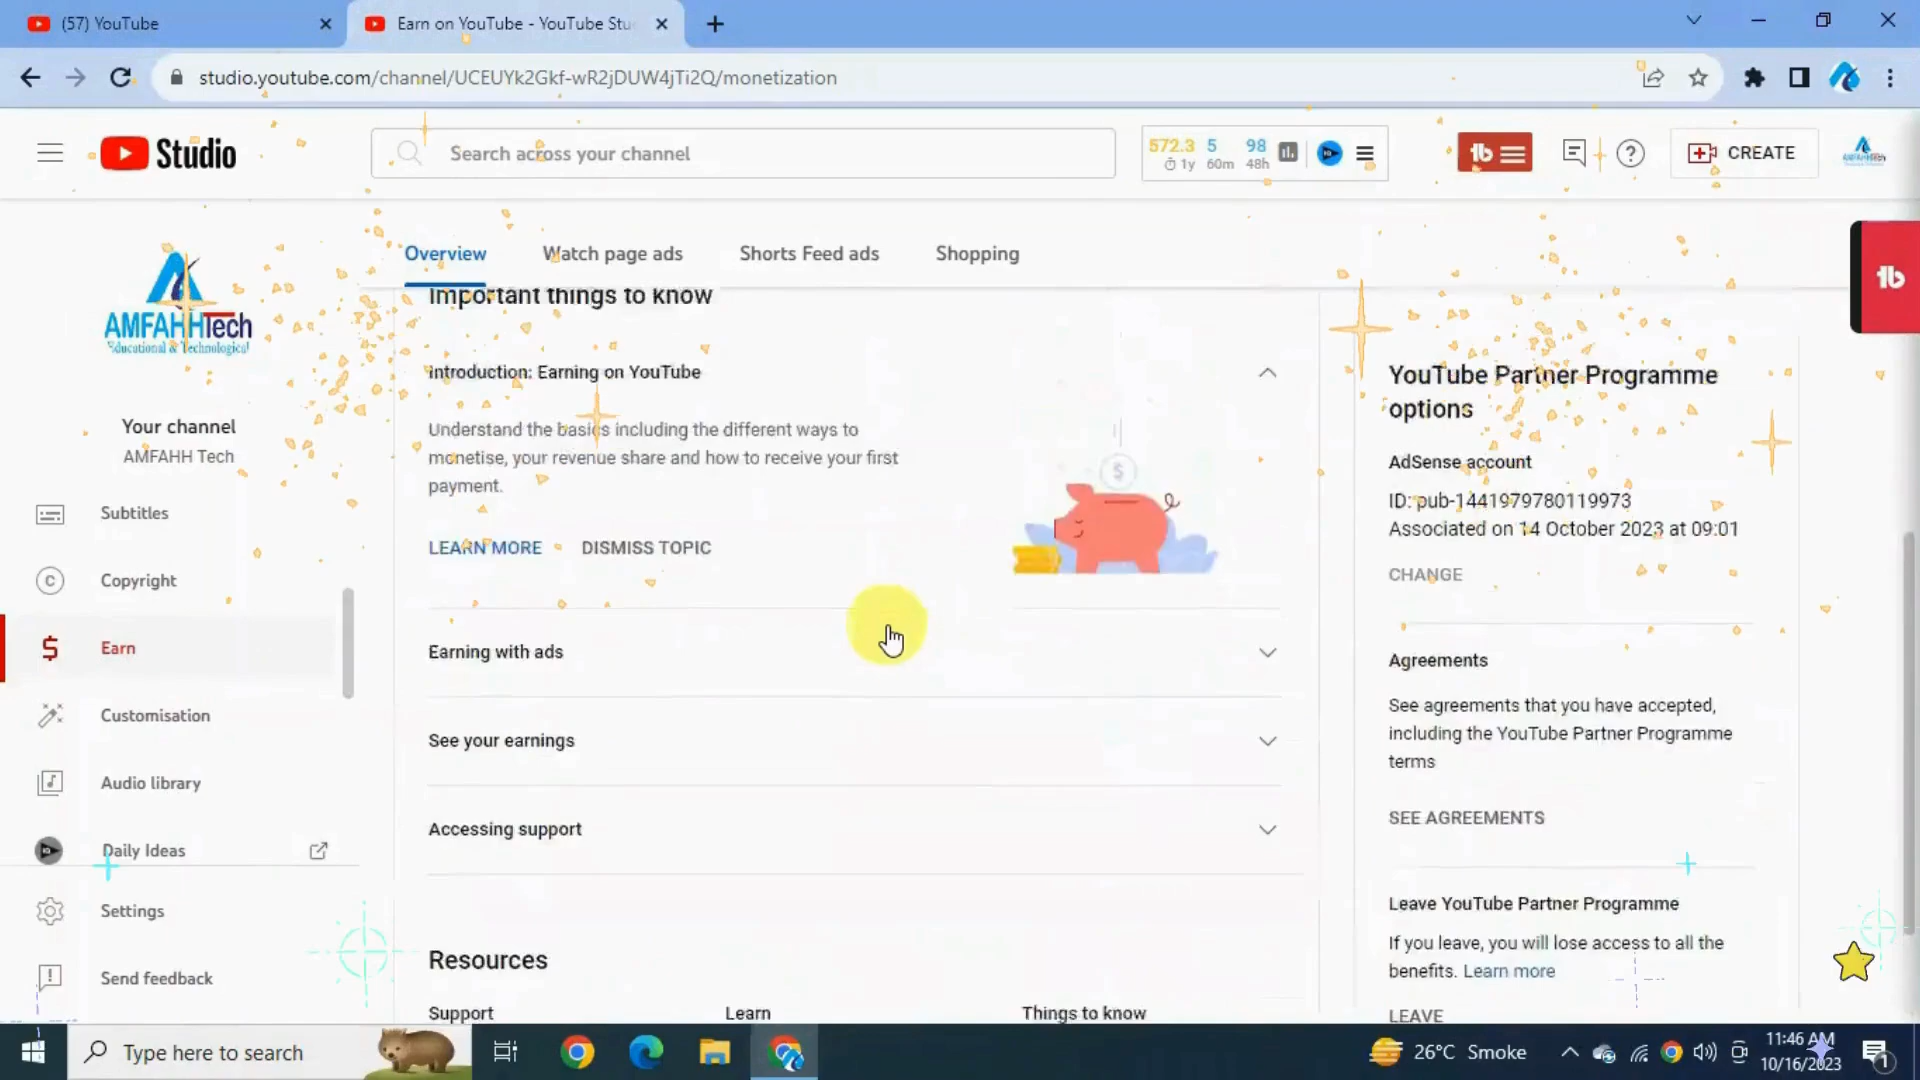 (57) YouTube
Earn on YouTube - YouTube Stu
studio.youtube.com/channel/UCEUYk2Gkf-wR2jDUW4jTi2Q/monetization
Studio
Search across your channel
572.3 5 98
1y 60m 48h
CREATE
AMFAHHTech
Educational & Technological
Your channel
AMFAHH Tech
Subtitles
Copyright
Earn
Customisation
Audio library
Daily Ideas
Settings
Send feedback
Overview
Watch page ads
Shorts Feed ads
Shopping
Important things to know
Introduction: Earning on YouTube
Understand the basics including the different ways to
monetise, your revenue share and how to receive your first
payment.
LEARN MORE
DISMISS TOPIC
Earning with ads
See your earnings
Accessing support
Resources
Support
Learn
Things to know
YouTube Partner Programme
options
AdSense account
ID: pub-1441979780119973
Associated on 14 October 2023 at 09:01
CHANGE
Agreements
See agreements that you have accepted,
including the YouTube Partner Programme
terms
SEE AGREEMENTS
Leave YouTube Partner Programme
If you leave, you will lose access to all the
benefits. Learn more
LEAVE
Type here to search
26°C Smoke
11:46 AM
10/16/2023
1